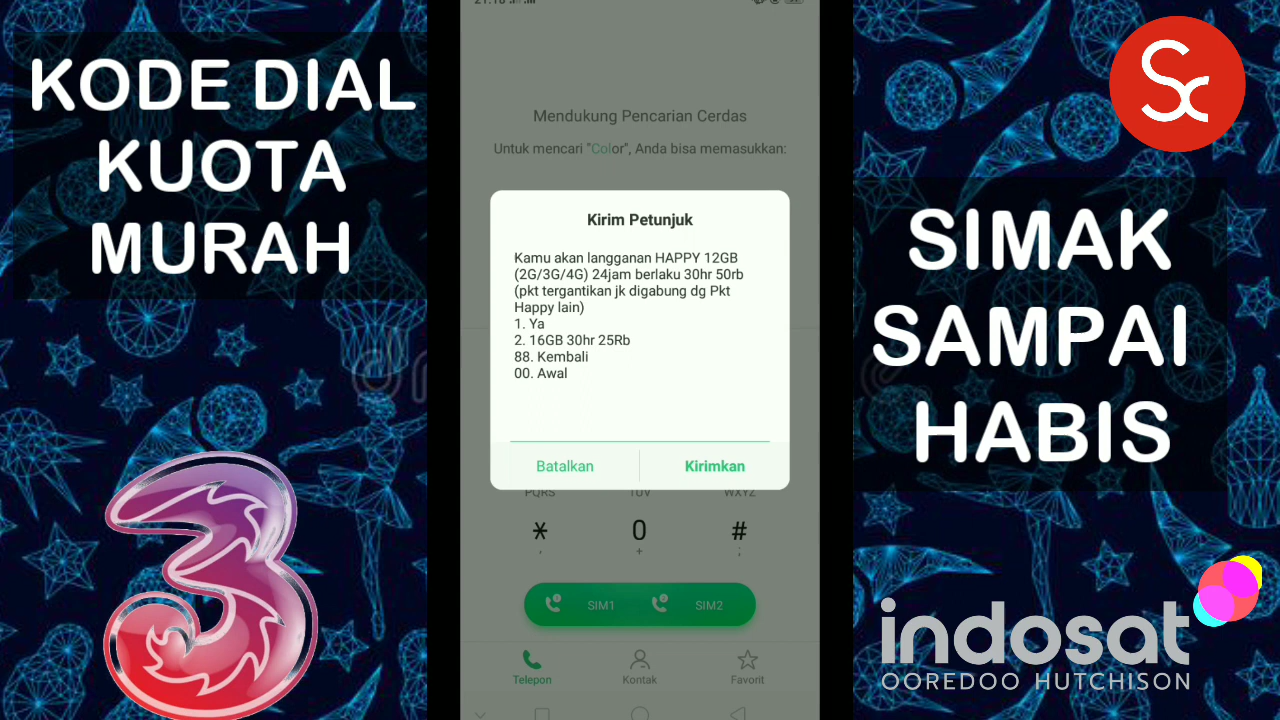 KODE DIAL
KUOTA
MURAH
Mendukung Pencarian Cerdas
Untuk mencari "Color", Anda bisa memasukkan:
Kirim Petunjuk
Kamu akan langganan HAPPY 12GB
(2G/3G/4G) 24jam berlaku 30hr 50rb
(pkt tergantikan jk digabung dg Pkt
Happy lain)
1. Ya
2. 16GB 30hr 25Rb
88. Kembali
00. Awal
Batalkan
Kirimkan
PQRS
TUV
WXYZ
* 0 #
, + ;
SIM1
SIM2
Telepon
Kontak
Favorit
Sx
SIMAK
SAMPAI
HABIS
3
indosat
OOREDOO HUTCHISON